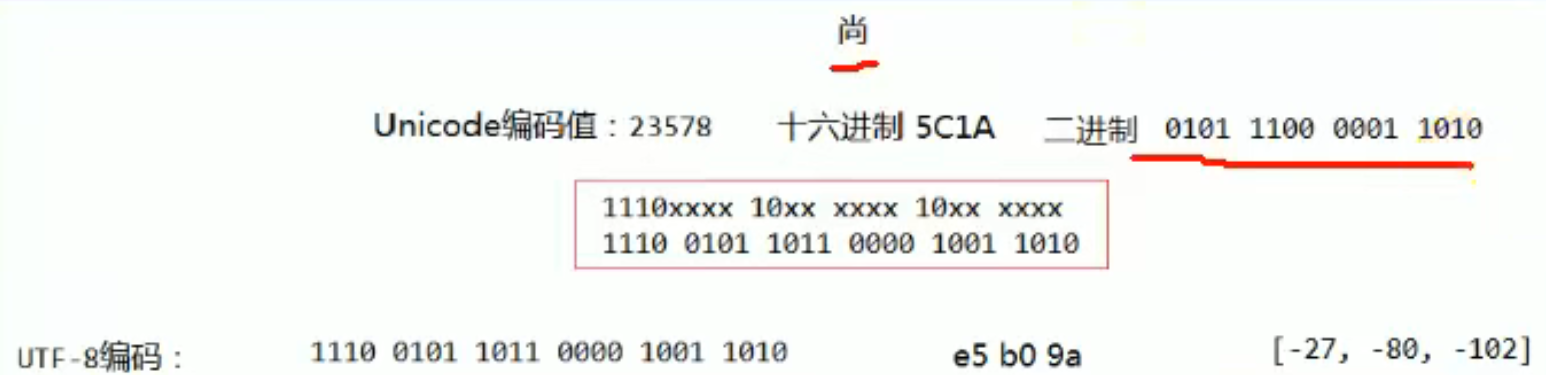 尚
Unicode编码值：23578 十六进制 5C1A 二进制 0101 1100 0001 1010
1110xxxx 10xx xxxx 10xx xxxx
1110 0101 1011 0000 1001 1010
UTF-8编码： 1110 0101 1011 0000 1001 1010 e5 b0 9a [-27, -80, -102]